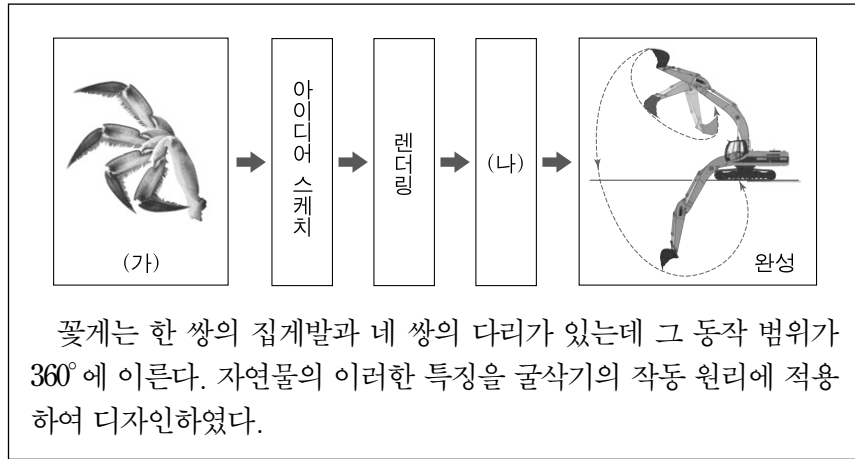 (가)
아이디어 스케치
렌더링
(나)
완성
꽃게는 한 쌍의 집게발과 네 쌍의 다리가 있는데 그 동작 범위가
360°에 이른다. 자연물의 이러한 특징을 굴삭기의 작동 원리에 적용
하여 디자인하였다.